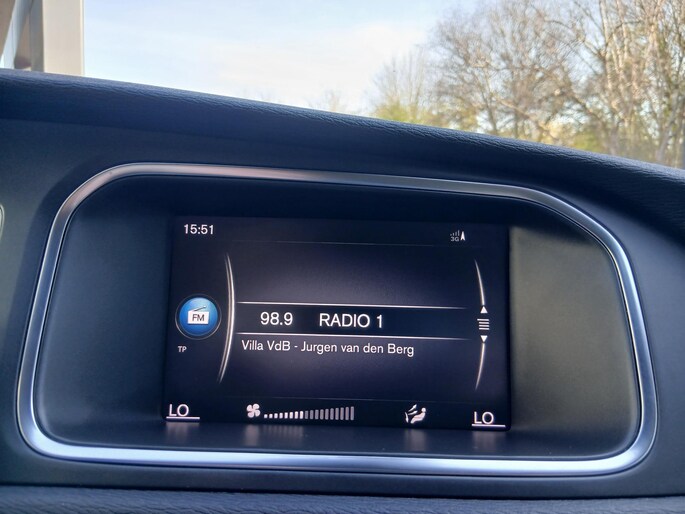 15:51
3G
FM
98.9 RADIO 1
Villa VdB - Jurgen van den Berg
TP
LO
LO